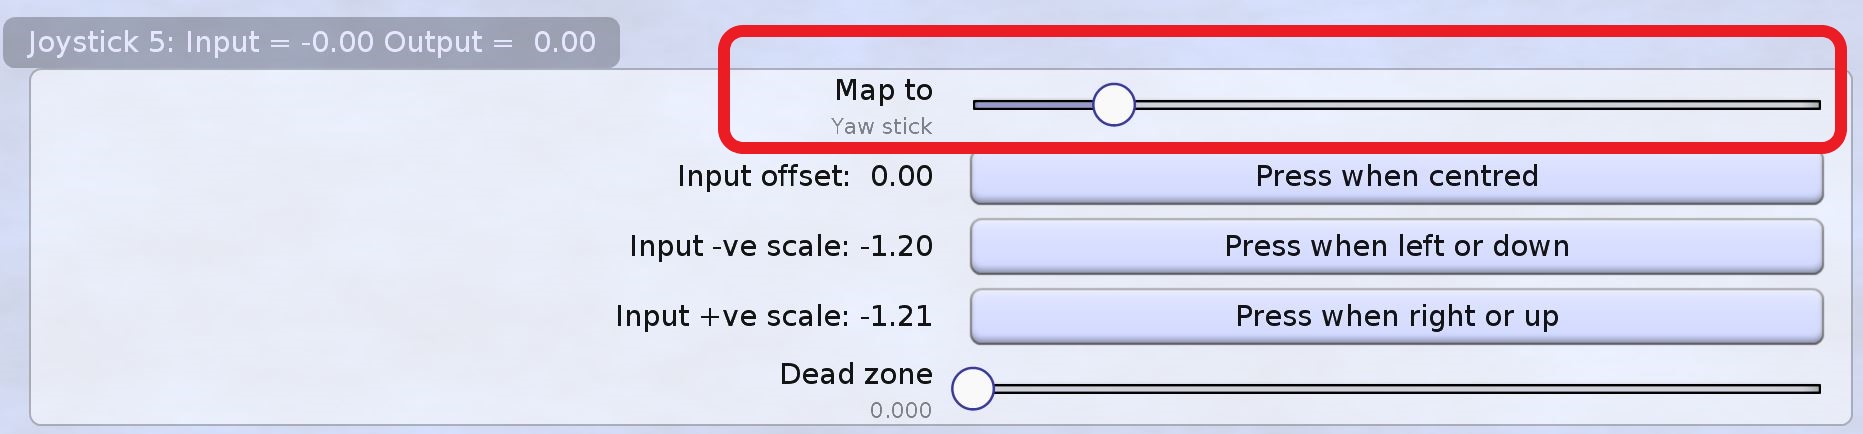 Joystick 5: Input = -0.00 Output =  0.00
Map to
Yaw stick
Input offset:  0.00
Press when centred
Input -ve scale: -1.20
Press when left or down
Input +ve scale: -1.21
Press when right or up
Dead zone
0.000